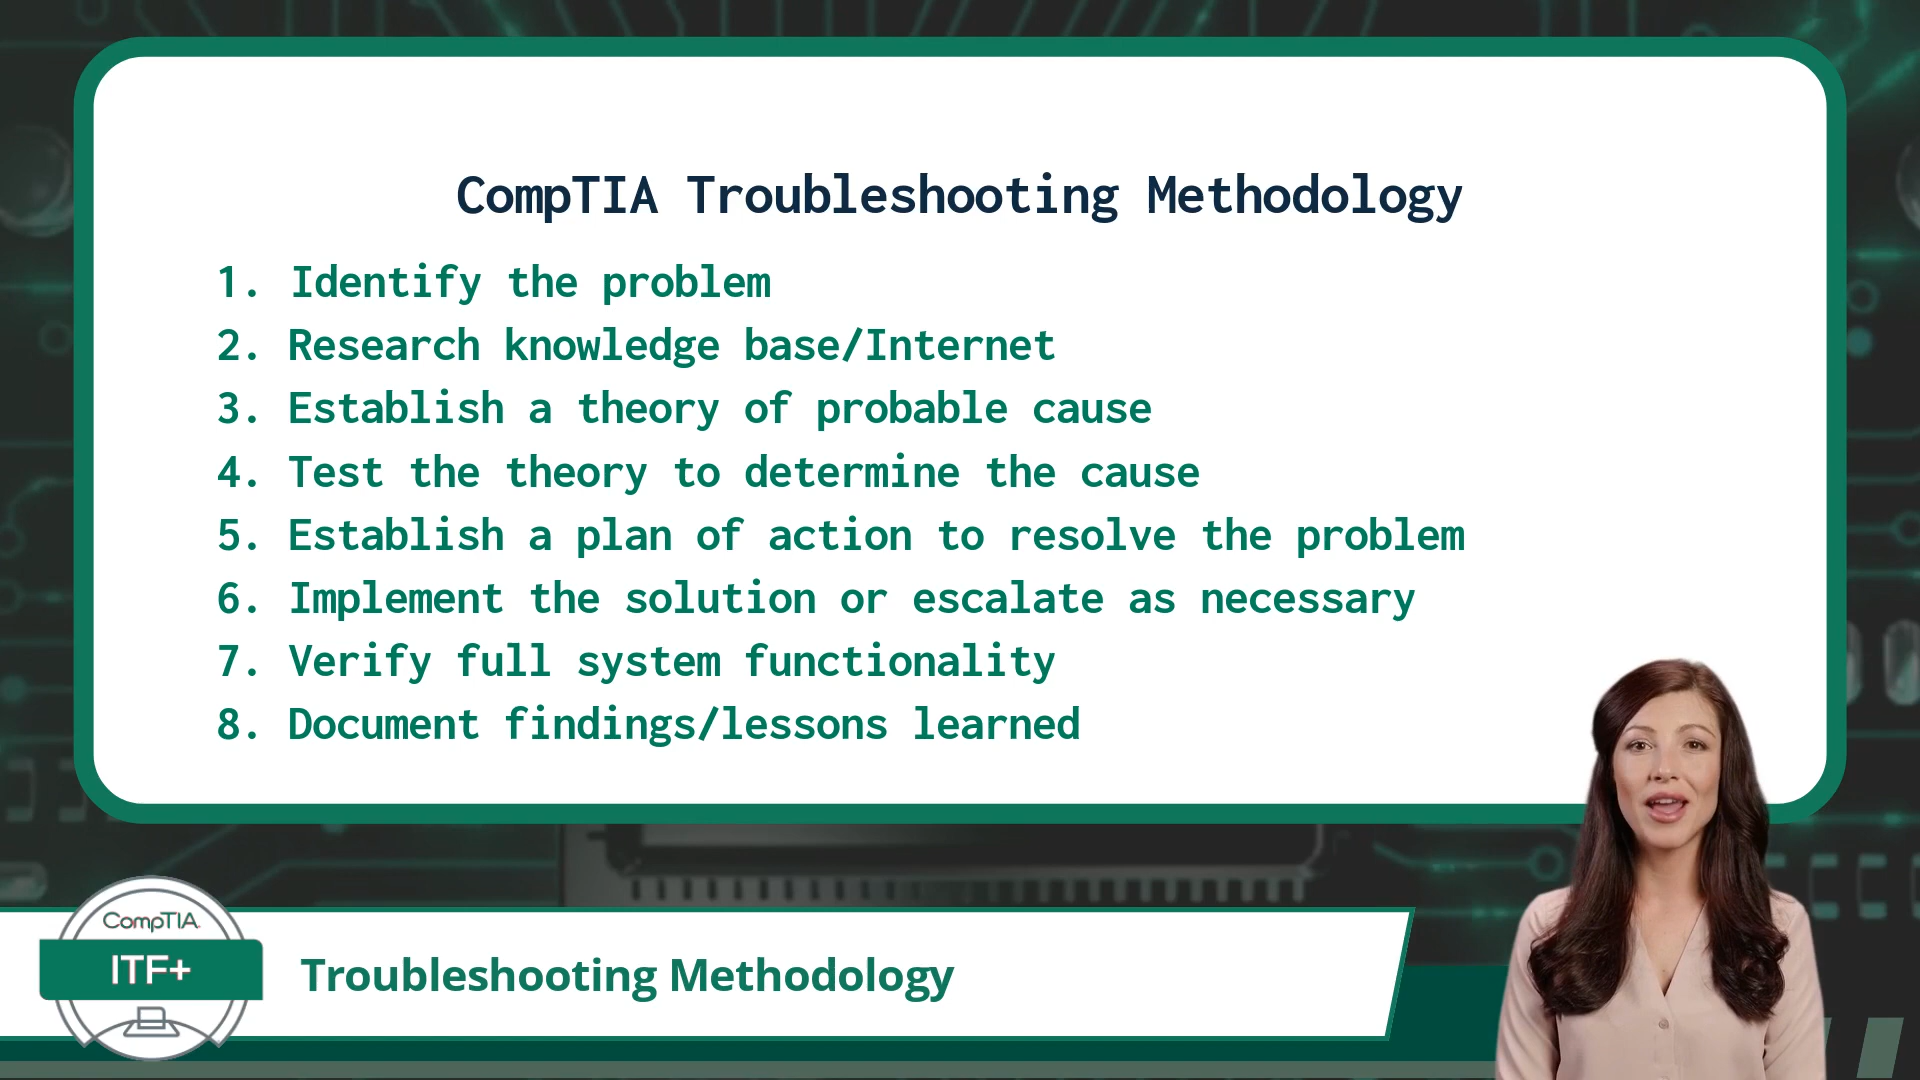 CompTIA Troubleshooting Methodology
1. Identify the problem
2. Research knowledge base/Internet
3. Establish a theory of probable cause
4. Test the theory to determine the cause
5. Establish a plan of action to resolve the problem
6. Implement the solution or escalate as necessary
7. Verify full system functionality
8. Document findings/lessons learned
CompTIA
ITF+
Troubleshooting Methodology